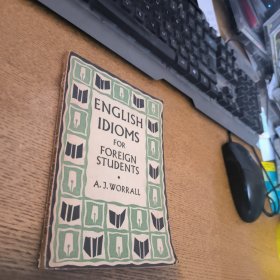 ENGLISH
IDIOMS
FOR
FOREIGN
STUDENTS
A. J. WORRALL